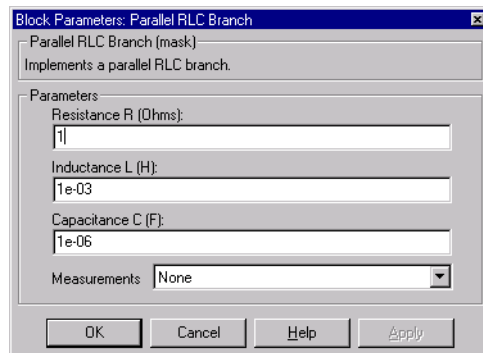 Block Parameters: Parallel RLC Branch
Parallel RLC Branch (mask)
Implements a parallel RLC branch.
Parameters
Resistance R (Ohms):
1
Inductance L (H):
1e-03
Capacitance C (F):
1e-06
Measurements None
OK Cancel Help Apply